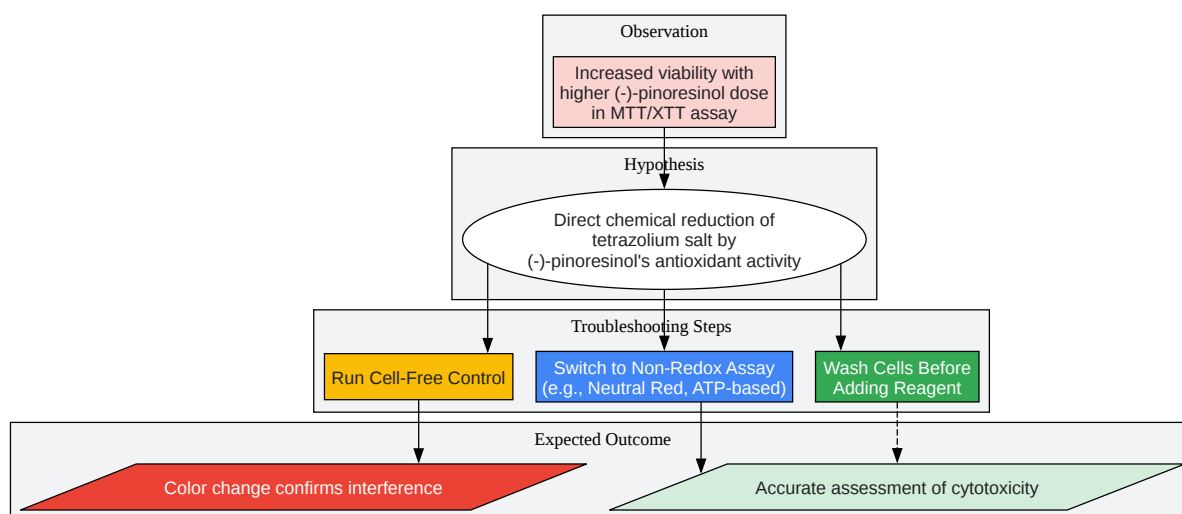 Observation
Increased viability with
higher (-)-pinoresinol dose
in MTT/XTT assay
Hypothesis
Direct chemical reduction of
tetrazolium salt by
(-)-pinoresinol's antioxidant activity
Troubleshooting Steps
Run Cell-Free Control
Switch to Non-Redox Assay
(e.g., Neutral Red, ATP-based)
Wash Cells Before
Adding Reagent
Expected Outcome
Color change confirms interference
Accurate assessment of cytotoxicity